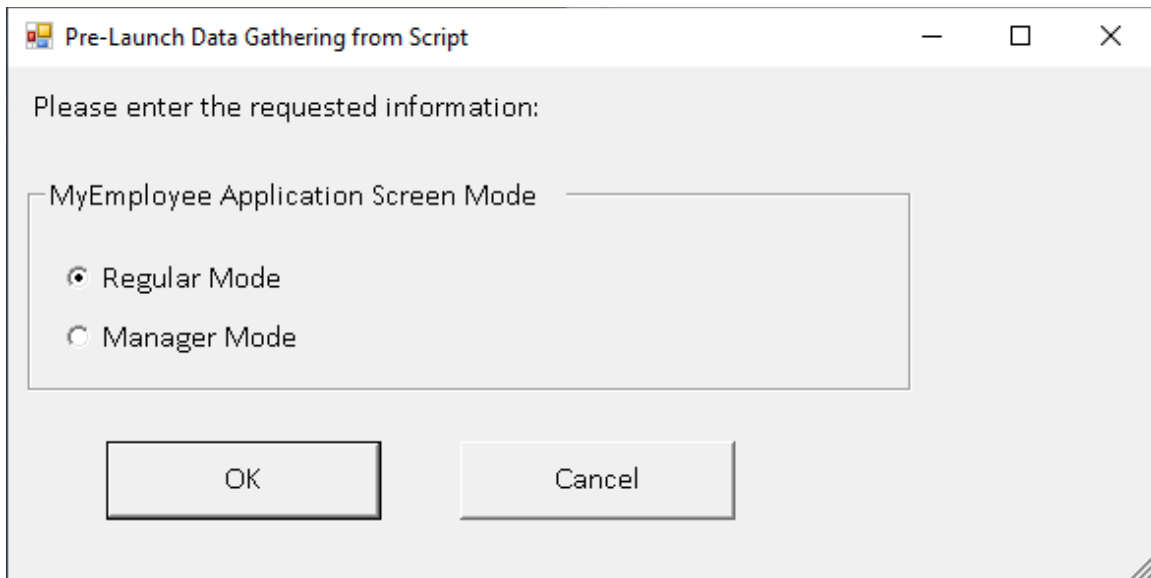 Pre-Launch Data Gathering from Script
Please enter the requested information:
MyEmployee Application Screen Mode
Regular Mode
Manager Mode
OK
Cancel